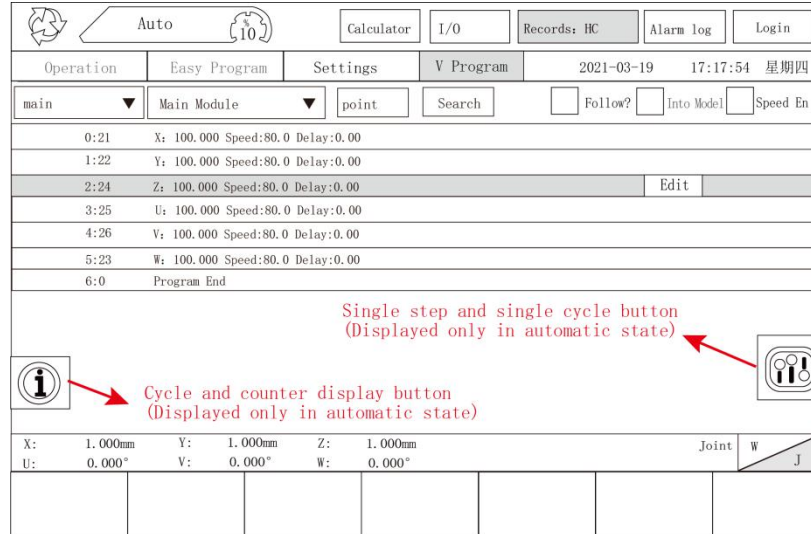 Auto % 10 Calculator I/O Records: HC Alarm log Login
Operation Easy Program Settings V Program 2021-03-19 17:17:54 星期四
main Main Module point Search Follow? Into Model Speed En
0:21 X: 100.000 Speed:80.0 Delay:0.00
1:22 Y: 100.000 Speed:80.0 Delay:0.00
2:24 Z: 100.000 Speed:80.0 Delay:0.00 Edit
3:25 U: 100.000 Speed:80.0 Delay:0.00
4:26 V: 100.000 Speed:80.0 Delay:0.00
5:23 W: 100.000 Speed:80.0 Delay:0.00
6:0 Program End
Single step and single cycle button
(Displayed only in automatic state)
Cycle and counter display button
(Displayed only in automatic state)
X: 1.000mm Y: 1.000mm Z: 1.000mm Joint W J
U: 0.000° V: 0.000° W: 0.000°